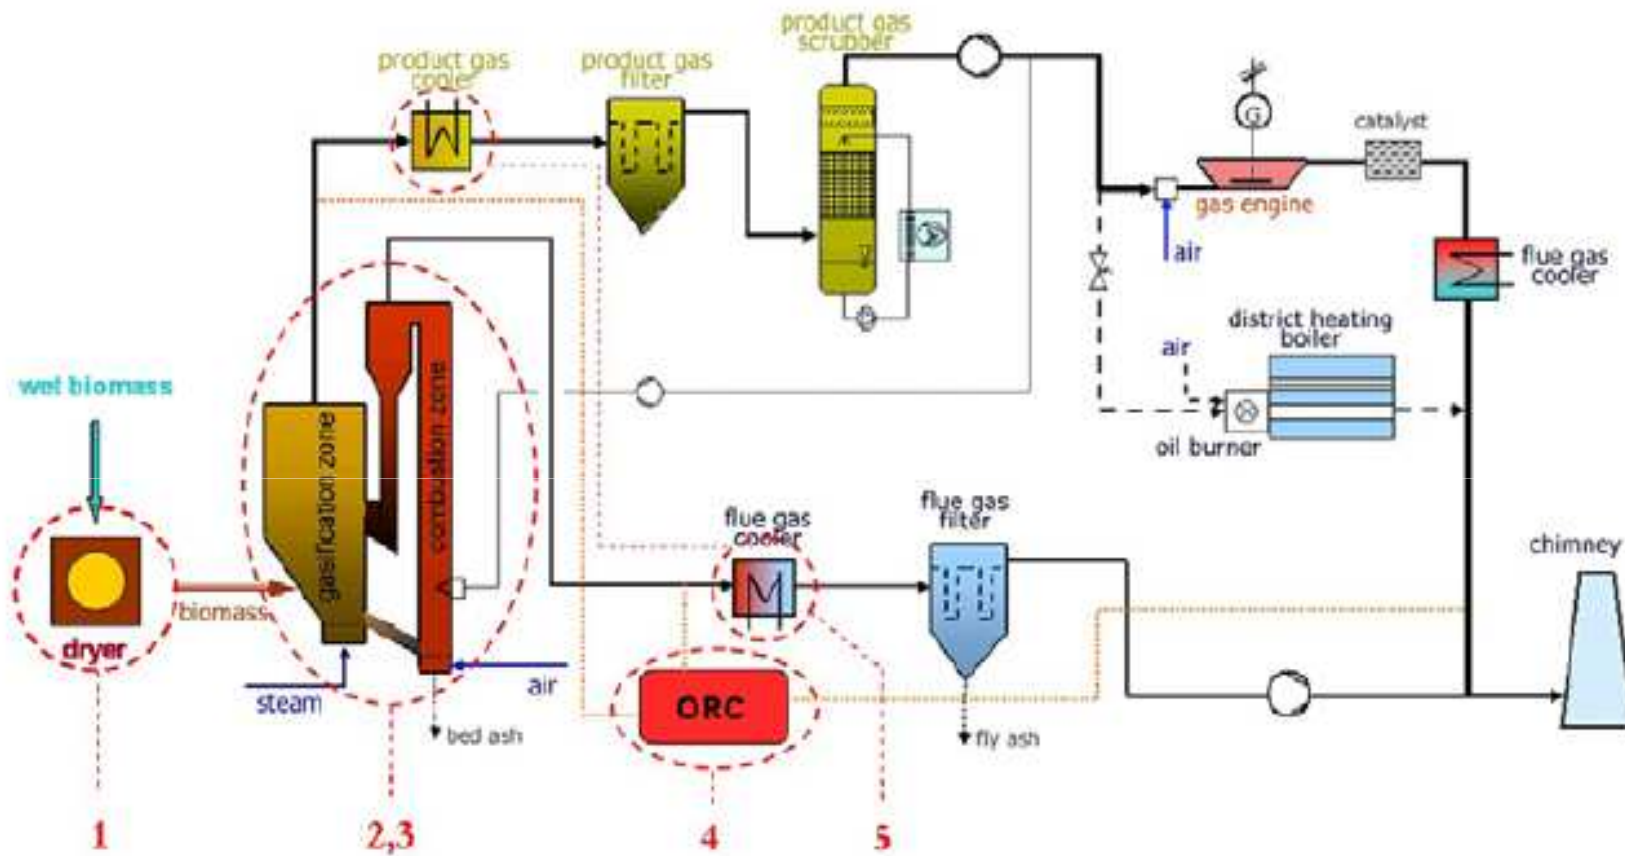 product gas
scrubber
product gas
cooler
product gas
filter
G
catalyst
gas engine
air
flue gas
cooler
district heating
boiler
air
oil burner
wet biomass
gasification zone
combustion zone
flue gas
cooler
flue gas
filter
chimney
biomass
dryer
steam
air
ORC
bed ash
fly ash
1
2,3
4
5